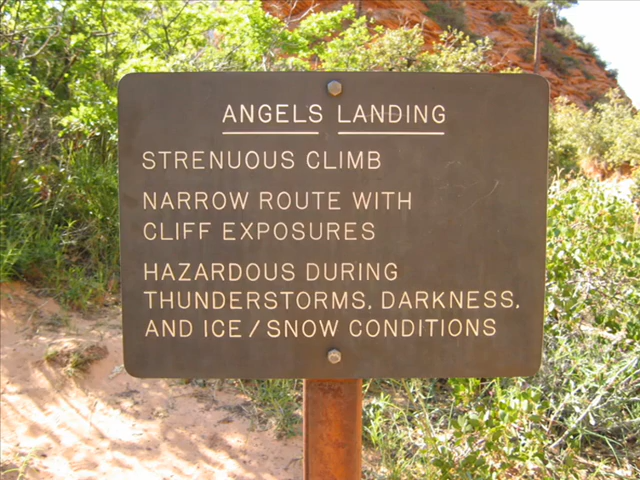 ANGELS LANDING
STRENUOUS CLIMB
NARROW ROUTE WITH
CLIFF EXPOSURES
HAZARDOUS DURING
THUNDERSTORMS, DARKNESS,
AND ICE/SNOW CONDITIONS